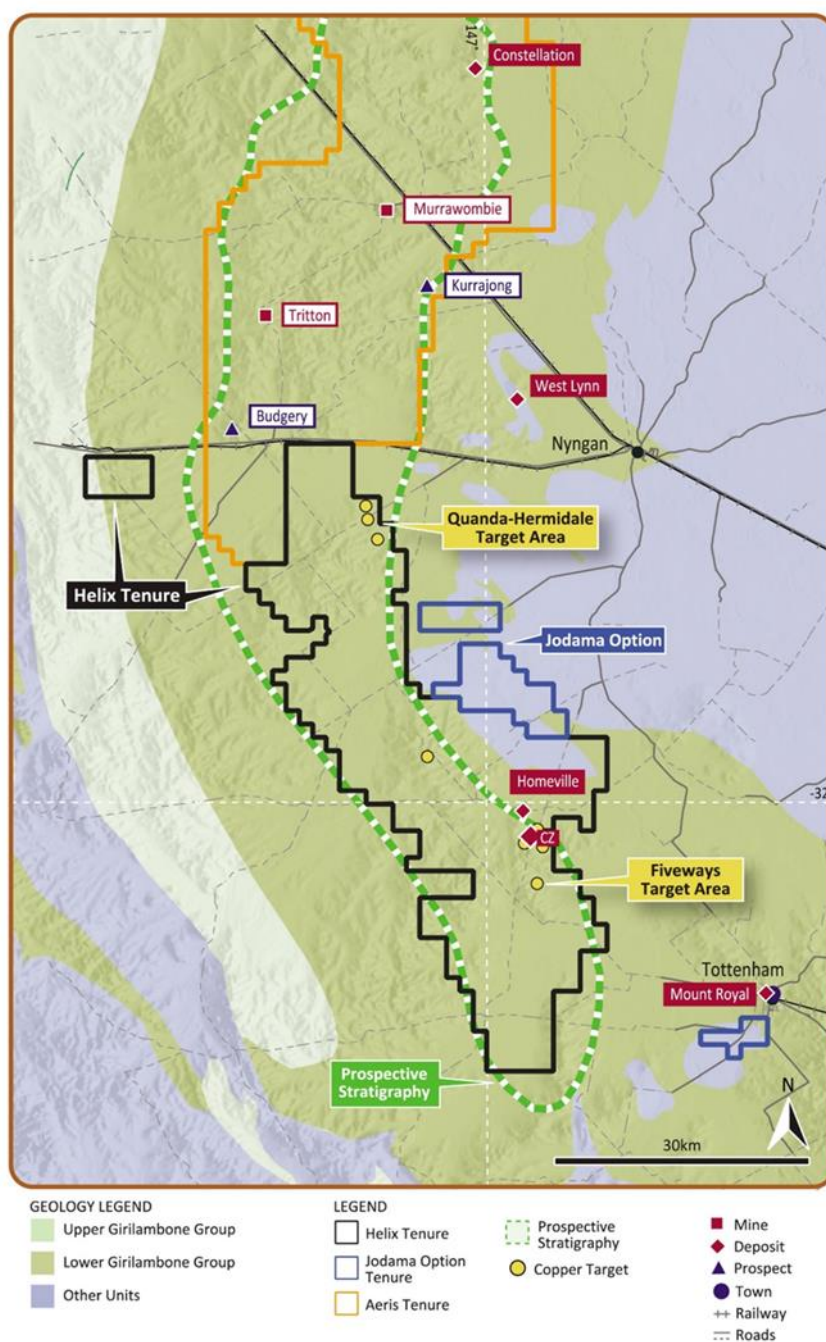 147°
Constellation
Murrawombie
Kurrajong
Tritton
West Lynn
Budgery
Nyngan
Quanda-Hermidale
Target Area
Helix Tenure
Jodama Option
Homeville
-32
CZ
Fiveways
Target Area
Tottenham
Mount Royal
Prospective
Stratigraphy
N
30km
GEOLOGY LEGEND
Upper Girilambone Group
Lower Girilambone Group
Other Units
LEGEND
Helix Tenure
Jodama Option
Tenure
Aeris Tenure
Prospective
Stratigraphy
Copper Target
Mine
Deposit
Prospect
Town
Railway
Roads